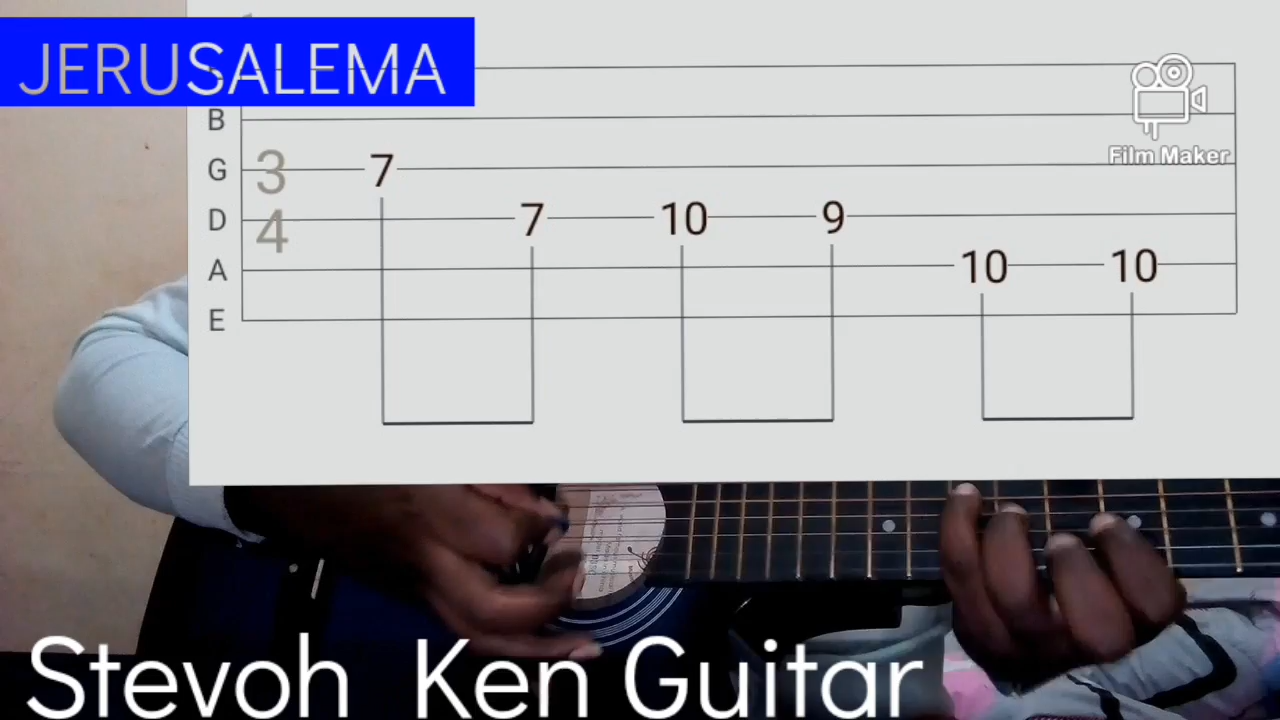 JERUSALEMA
B
G 3 7
D 4 7 10 9
A 10 10
E
Film Maker
Stevoh Ken Guitar